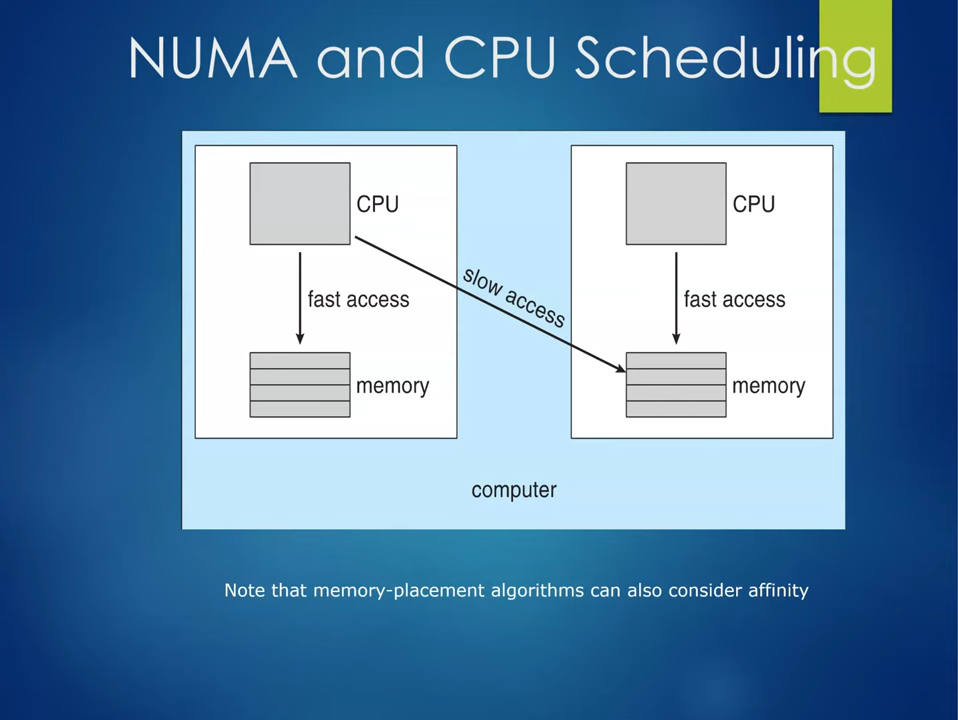 NUMA and CPU Scheduling
CPU
CPU
slow access
fast access
fast access
memory
memory
computer
Note that memory-placement algorithms can also consider affinity